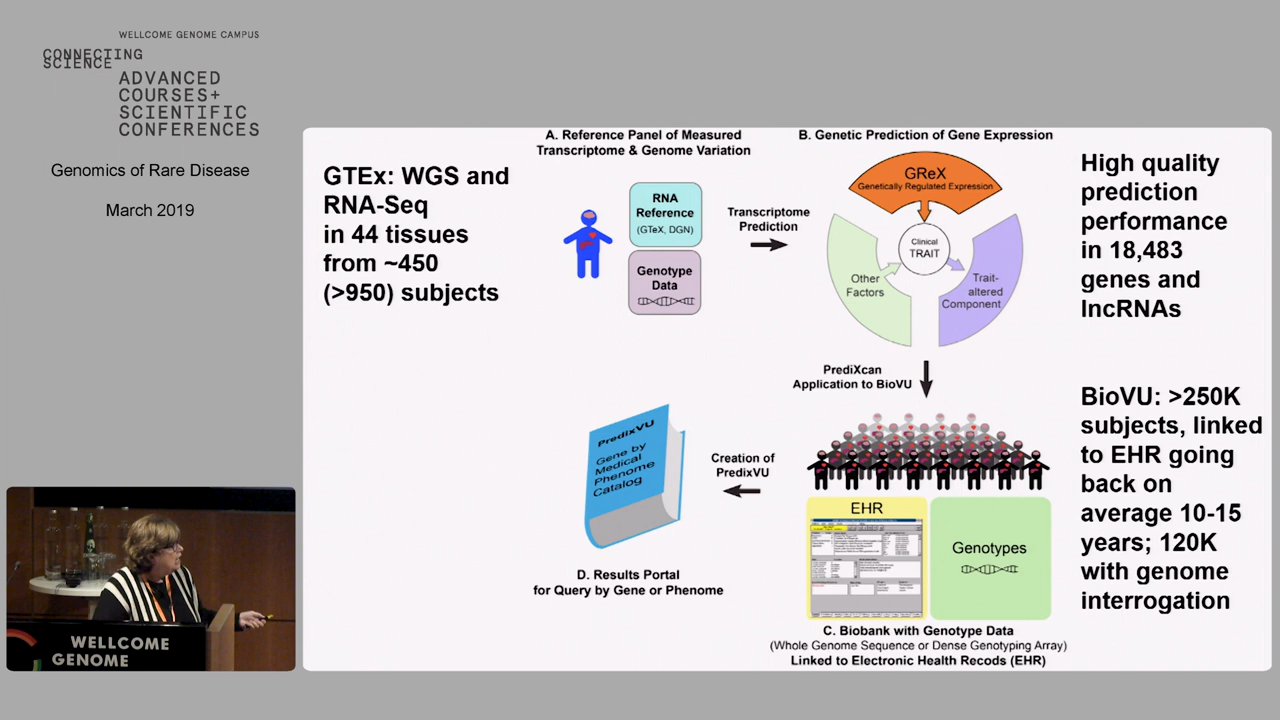 WELLCOME GENOME CAMPUS
CONNECTING
SCIENCE
ADVANCED
COURSES+
SCIENTIFIC
CONFERENCES
Genomics of Rare Disease
March 2019
GTEx: WGS and
RNA-Seq
in 44 tissues
from ~450
(>950) subjects
A. Reference Panel of Measured
Transcriptome & Genome Variation
RNA
Reference
(GTeX, DGN)
Genotype
Data
Transcriptome
Prediction
B. Genetic Prediction of Gene Expression
GReX
Genetically Regulated Expression
Clinical
TRAIT
Other
Factors
Trait-
altered
Component
High quality
prediction
performance
in 18,483
genes and
lncRNAs
PrediXcan
Application to BioVU
BioVU: >250K
subjects, linked
to EHR going
back on
average 10-15
years; 120K
with genome
interrogation
EHR
Genotypes
C. Biobank with Genotype Data
(Whole Genome Sequence or Dense Genotyping Array)
Linked to Electronic Health Recods (EHR)
Creation of
PredixVU
PredixVU
Gene by
Medical
Phenome
Catalog
D. Results Portal
for Query by Gene or Phenome
WELLCOME
GENOME